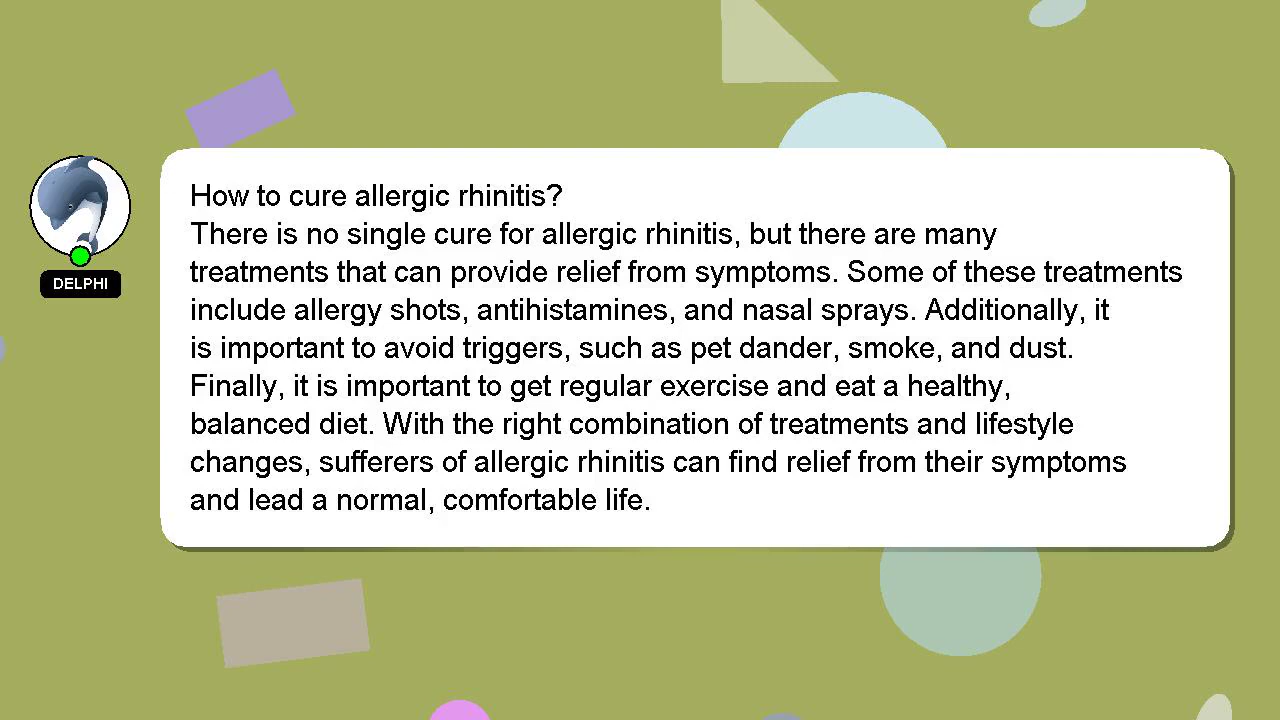 How to cure allergic rhinitis?
There is no single cure for allergic rhinitis, but there are many
treatments that can provide relief from symptoms. Some of these treatments
include allergy shots, antihistamines, and nasal sprays. Additionally, it
is important to avoid triggers, such as pet dander, smoke, and dust.
Finally, it is important to get regular exercise and eat a healthy,
balanced diet. With the right combination of treatments and lifestyle
changes, sufferers of allergic rhinitis can find relief from their symptoms
and lead a normal, comfortable life.
DELPHI